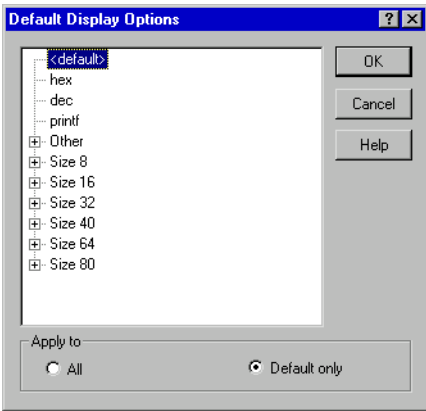 Default Display Options
<default>
hex
dec
printf
Other
Size 8
Size 16
Size 32
Size 40
Size 64
Size 80
OK
Cancel
Help
Apply to
All
Default only